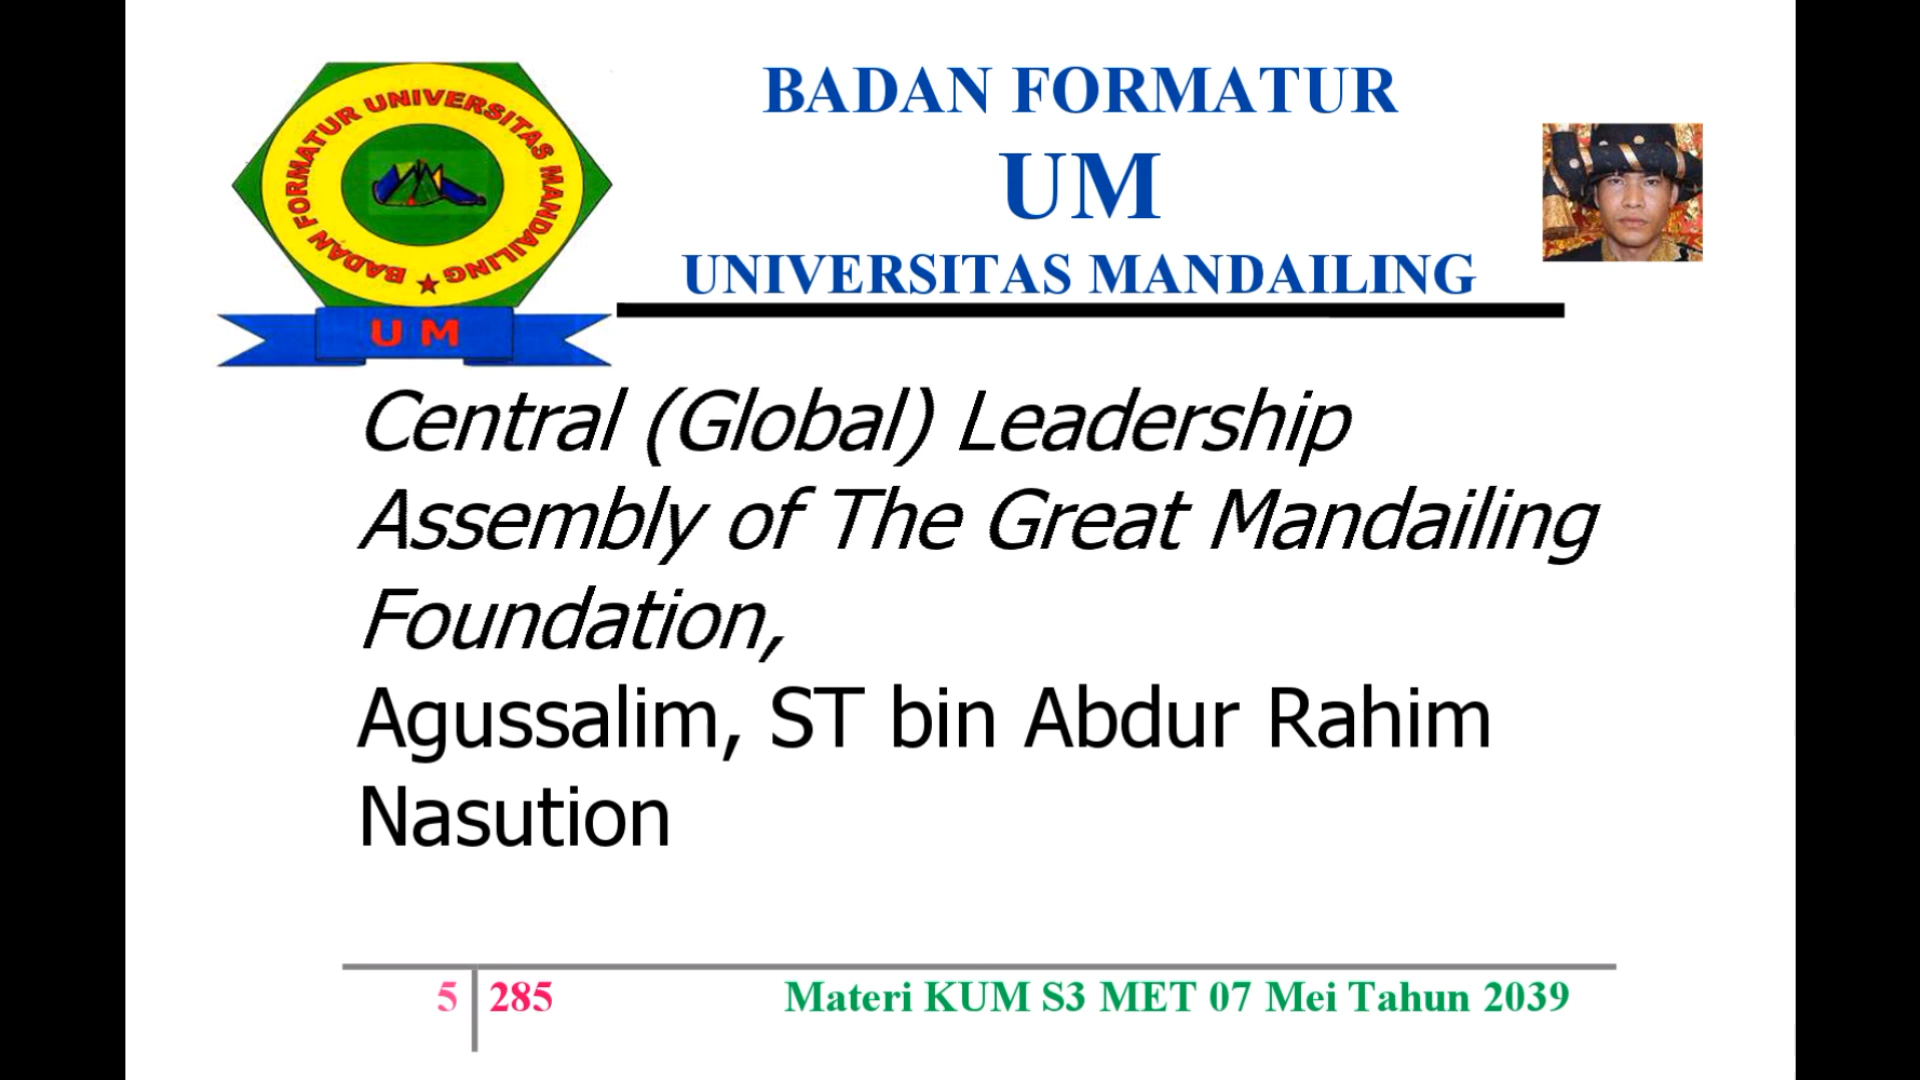 BADAN FORMATUR UNIVERSITAS MANDAILING
U M
BADAN FORMATUR
UM
UNIVERSITAS MANDAILING
Central (Global) Leadership
Assembly of The Great Mandailing
Foundation,
Agussalim, ST bin Abdur Rahim
Nasution
5 285
Materi KUM S3 MET 07 Mei Tahun 2039